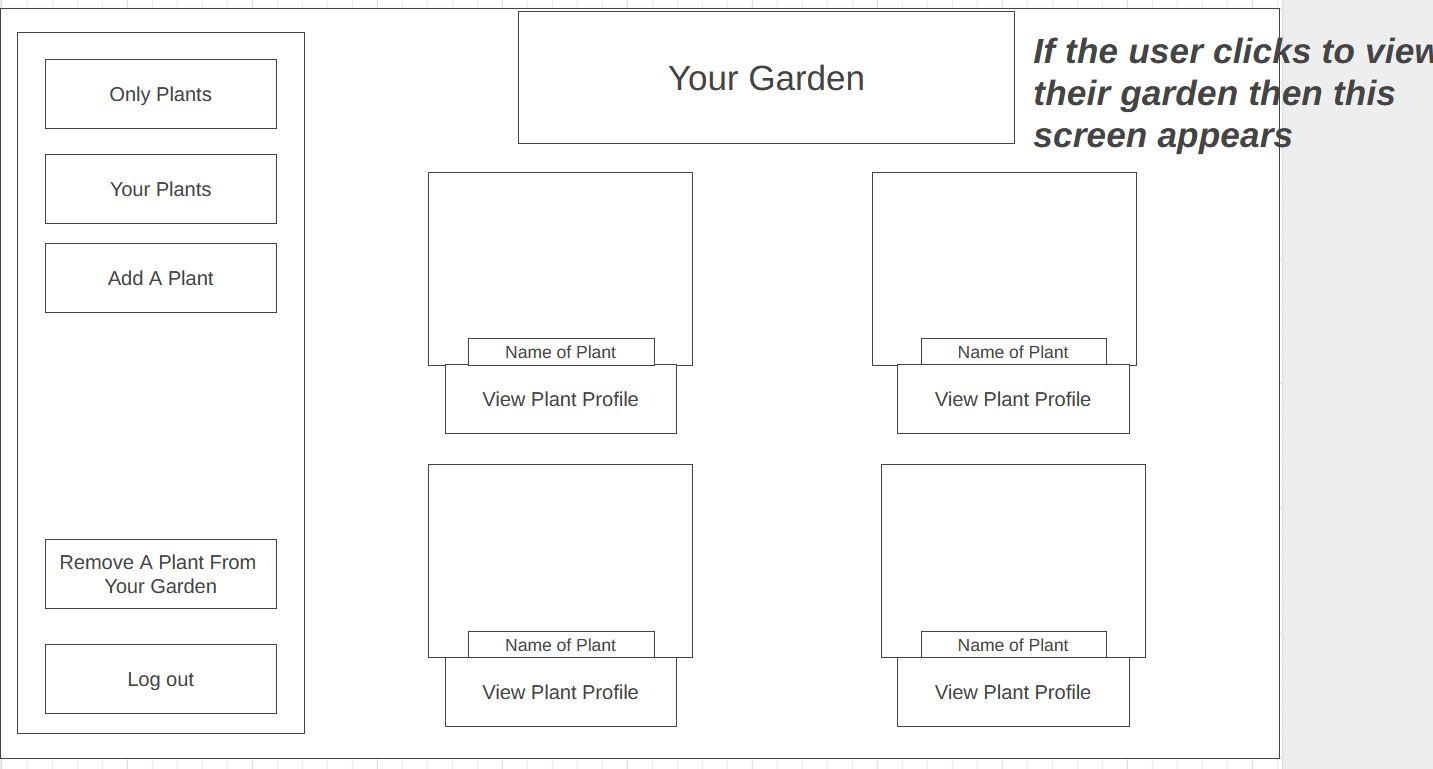 Your Garden
If the user clicks to view
their garden then this
screen appears
Only Plants
Your Plants
Add A Plant
Remove A Plant From
Your Garden
Log out
Name of Plant
View Plant Profile
Name of Plant
View Plant Profile
Name of Plant
View Plant Profile
Name of Plant
View Plant Profile